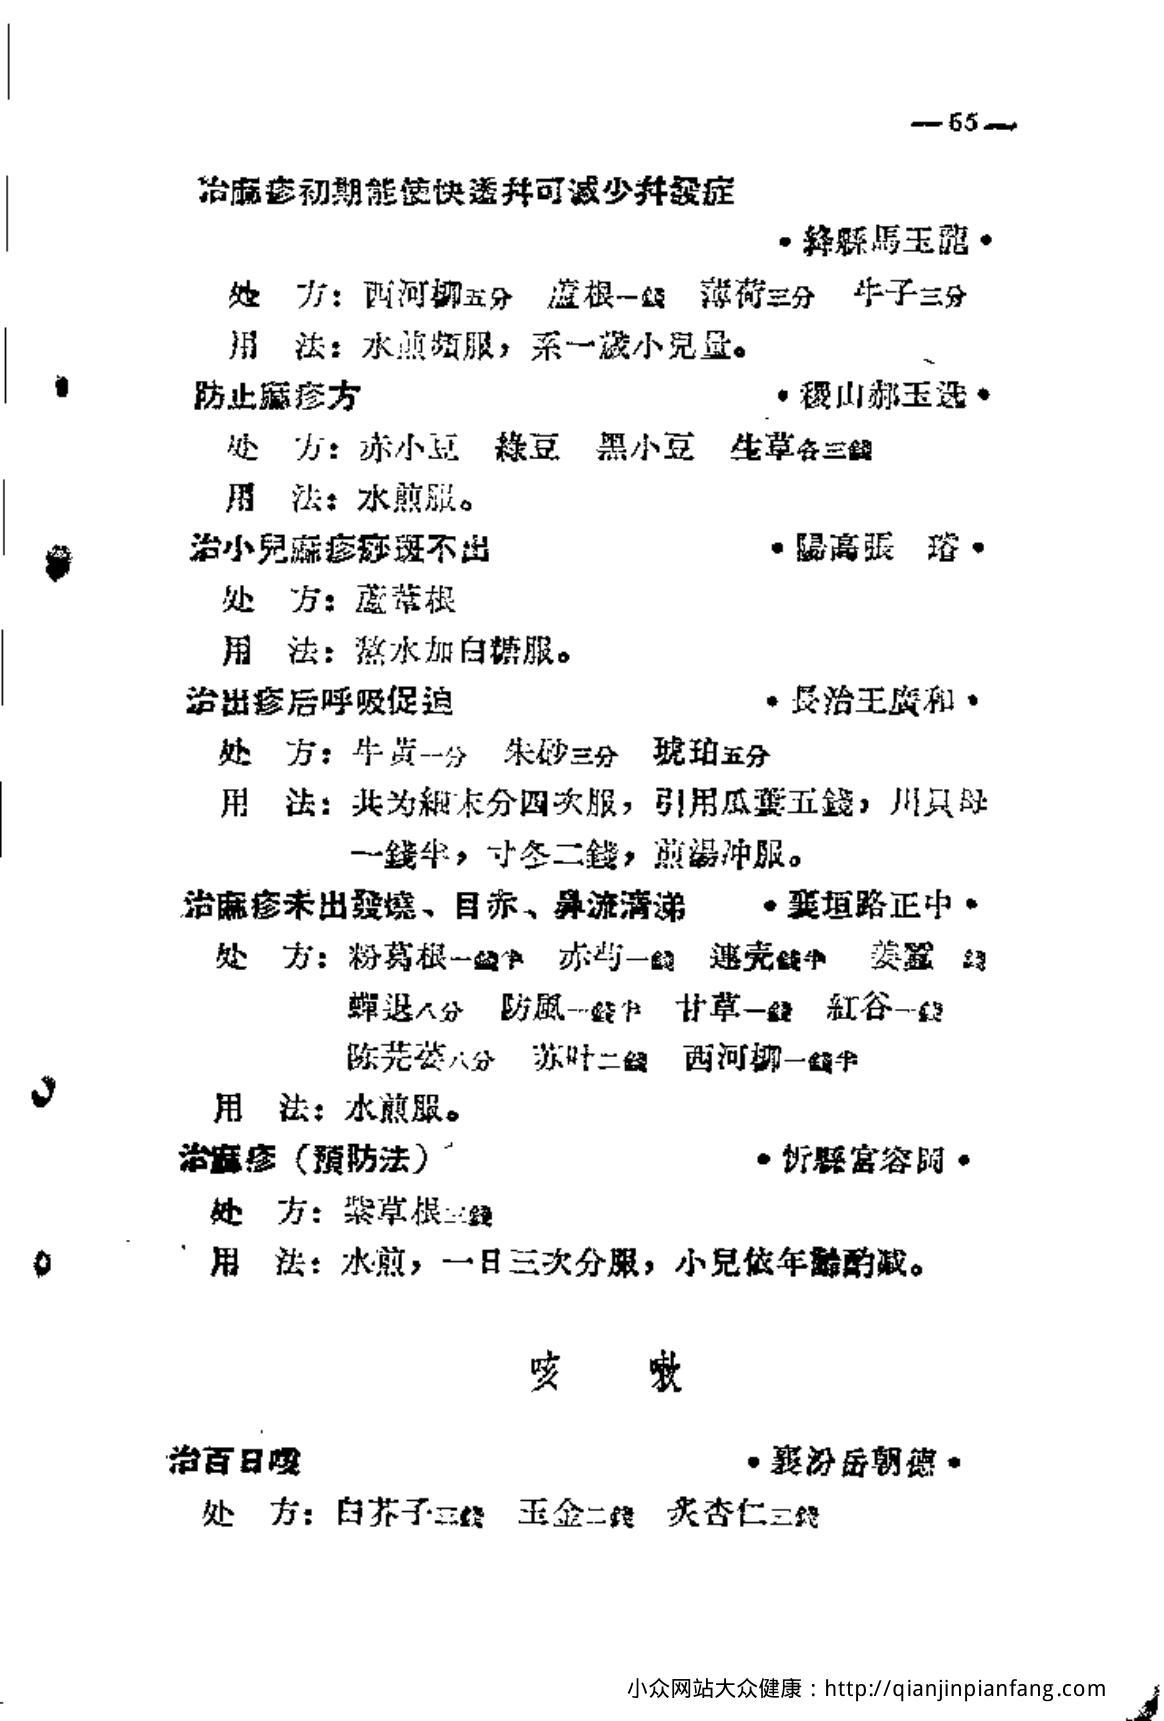 —65—
治麻疹初期能使快透幷可减少幷發症
•絳縣馬玉龍•
处　方：西河柳五分　蘆根一錢　薄荷三分　牛子三分
用　法：水煎頻服，系一歲小兒量。
防止麻疹方　•稷山郝玉选•
处　方：赤小豆　綠豆　黑小豆　生草各三錢
用　法：水煎服。
治小兒麻疹痧斑不出　•陽高張　瑢•
处　方：蘆葦根
用　法：熬水加白糖服。
治出疹后呼吸促迫　•長治王廣和•
处　方：牛黃一分　朱砂三分　琥珀五分
用　法：共为細末分四次服，引用瓜蔞五錢，川貝母
一錢半，寸冬二錢，煎湯冲服。
治麻疹未出發燒、目赤、鼻流清涕　•襄垣路正中•
处　方：粉葛根一錢半　赤芍一錢　連壳錢半　姜蚕　錢
蟬退八分　防風一錢半　甘草一錢　紅谷一錢
陈芫荽八分　苏叶二錢　西河柳一錢半
用　法：水煎服。
治麻疹（預防法）　•忻縣富容閣•
处　方：紫草根三錢
用　法：水煎，一日三次分服，小兒依年齡酌减。
咳　嗽
治百日咳　•襄汾岳朝德•
处　方：白芥子三錢　玉金二錢　炙杏仁三錢
小众网站大众健康：http://qianjinpianfang.com